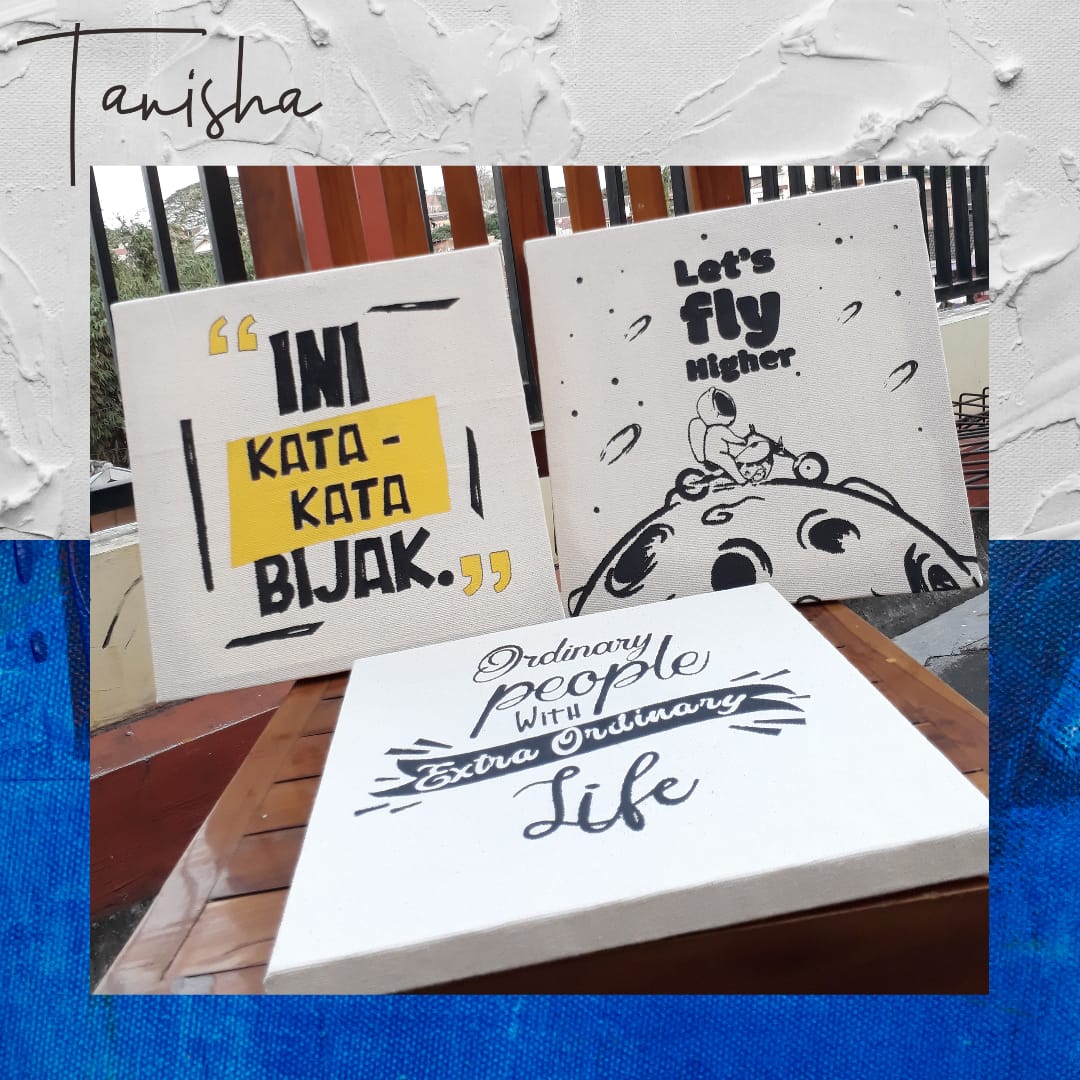 Tanisha
“ INI
KATA -
KATA
BIJAK. ”
Let's
fly
Higher
Ordinary
people
WITH
Extra Ordinary
Life